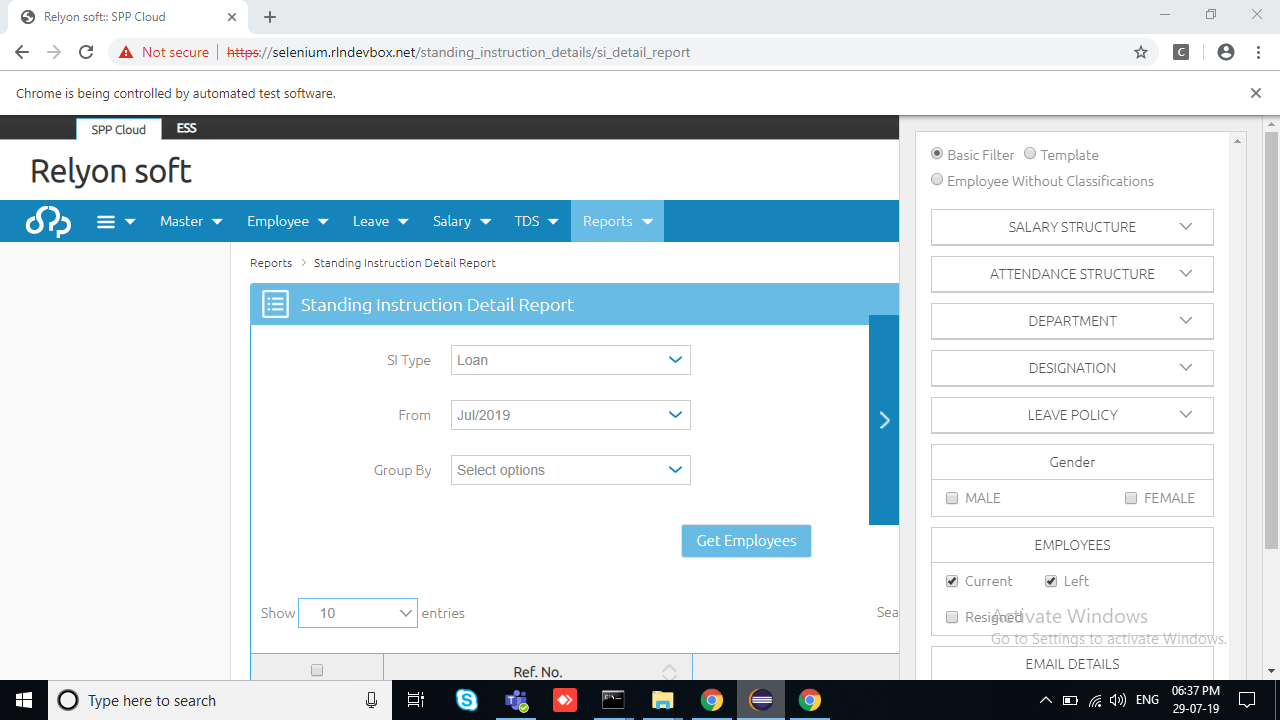 Relyon soft:: SPP Cloud
Not secure
https://selenium.rlndevbox.net/standing_instruction_details/si_detail_report
Chrome is being controlled by automated test software.
SPP Cloud
ESS
Relyon soft
Master
Employee
Leave
Salary
TDS
Reports
Reports > Standing Instruction Detail Report
Standing Instruction Detail Report
SI Type
Loan
From
Jul/2019
Group By
Select options
Get Employees
Show 10 entries
Sea
Ref. No.
Basic Filter
Template
Employee Without Classifications
SALARY STRUCTURE
ATTENDANCE STRUCTURE
DEPARTMENT
DESIGNATION
LEAVE POLICY
Gender
MALE
FEMALE
EMPLOYEES
Current
Left
Resigned
Activate Windows
Go to Settings to activate Windows.
EMAIL DETAILS
Type here to search
ENG
06:37 PM
29-07-19